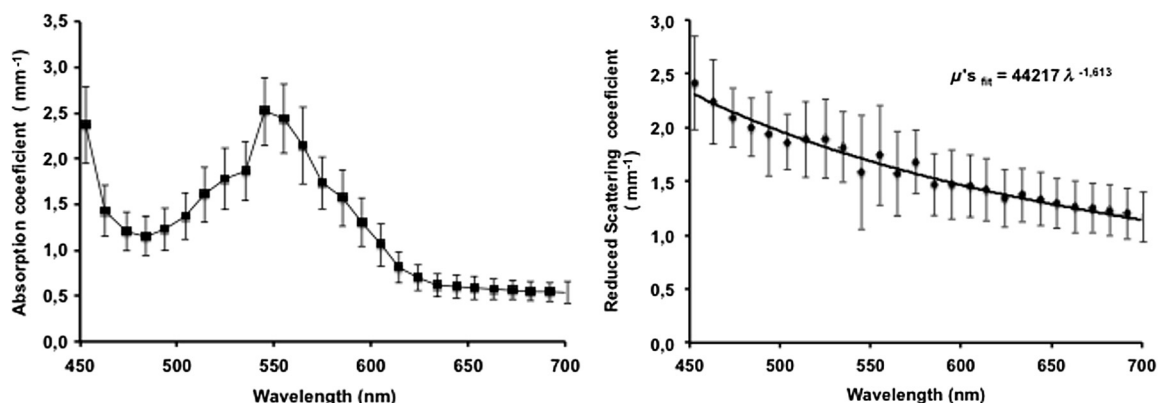 Absorption coeeficient ( mm⁻¹)
3,5
3,0
2,5
2,0
1,5
1,0
0,5
0,0
450 500 550 600 650 700
Wavelength (nm)
Reduced Scattering coeeficient
( mm⁻¹)
3,0
2,5
2,0
1,5
1,0
0,5
0,0
μ's fit = 44217 λ -1,613
450 500 550 600 650 700
Wavelength (nm)